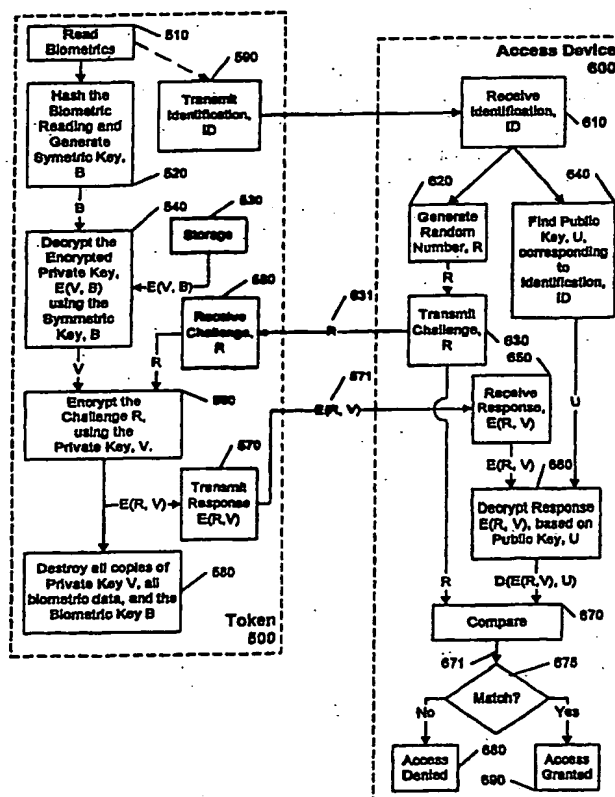 Read
Biometrics
510
590
Hash the
Biometric
Reading and
Generate
Symetric Key,
B
520
Transmit
Identification,
ID
B
540
530
Storage
Decrypt the
Encrypted
Private Key,
E(V, B)
using the
Symmetric
Key, B
E(V, B)
Receive
Challenge,
R
V
R
Encrypt the
Challenge R,
using the
Private Key, V.
570
E(R, V)
Transmit
Response
E(R,V)
Destroy all copies of
Private Key V, all
biometric data, and the
Biometric Key B
Token
500
631
R
571
E(R, V)
Access Device
600
Receive
Identification,
ID
610
620
640
Generate
Random
Number, R
Find Public
Key, U,
corresponding
to
Identification,
ID
R
Transmit
Challenge,
R
630
650
Receive
Response,
E(R, V)
U
E(R, V)
Decrypt Response
E(R, V), based on
Public Key, U
R
D(E(R,V), U)
670
Compare
671
675
Match?
No
Yes
Access
Denied
Access
Granted
690